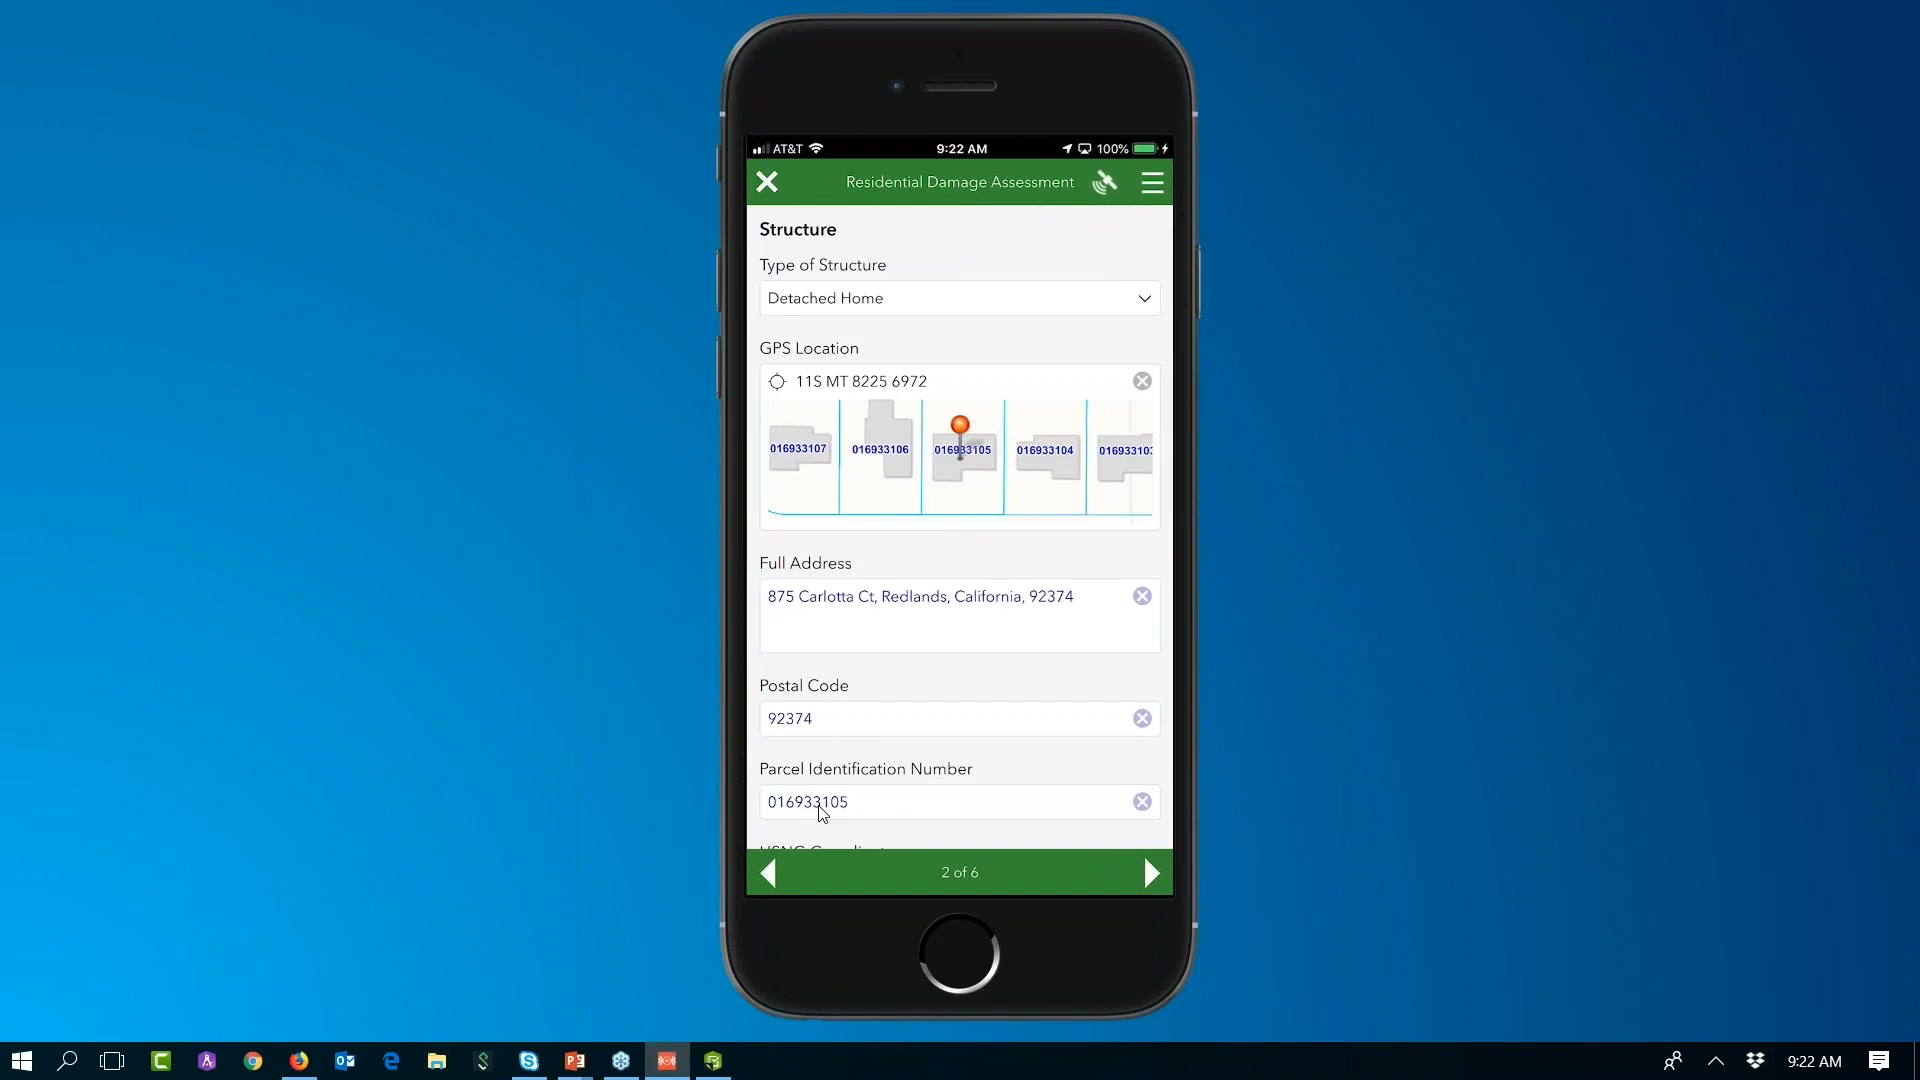 AT&T 9:22 AM 100%
Residential Damage Assessment
Structure
Type of Structure
Detached Home
GPS Location
11S MT 8225 6972
016933107 016933106 016933105 016933104 016933103
Full Address
875 Carlotta Ct, Redlands, California, 92374
Postal Code
92374
Parcel Identification Number
016933105
2 of 6
9:22 AM